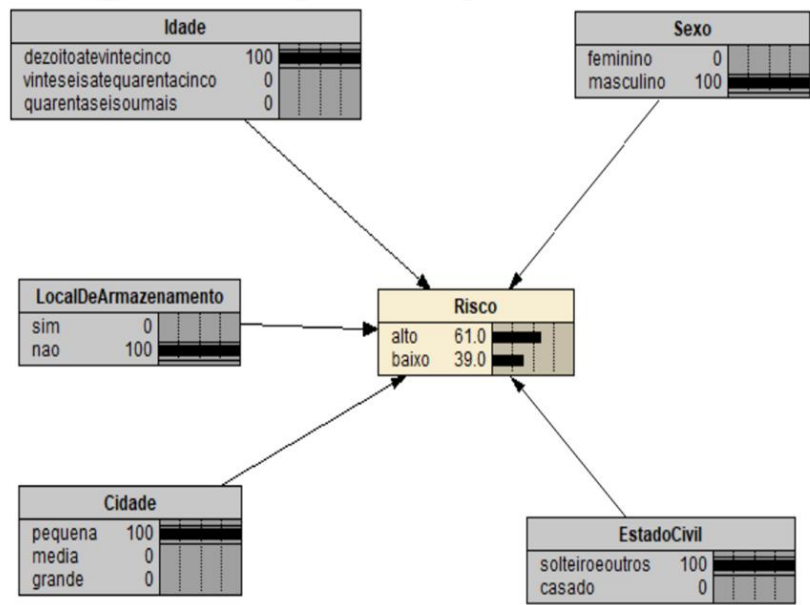 Idade
dezoitoatevintecinco 100
vinteseisatequarentacinco 0
quarentaseisoumais 0
Sexo
feminino 0
masculino 100
LocalDeArmazenamento
sim 0
nao 100
Risco
alto 61.0
baixo 39.0
Cidade
pequena 100
media 0
grande 0
EstadoCivil
solteiroeoutros 100
casado 0